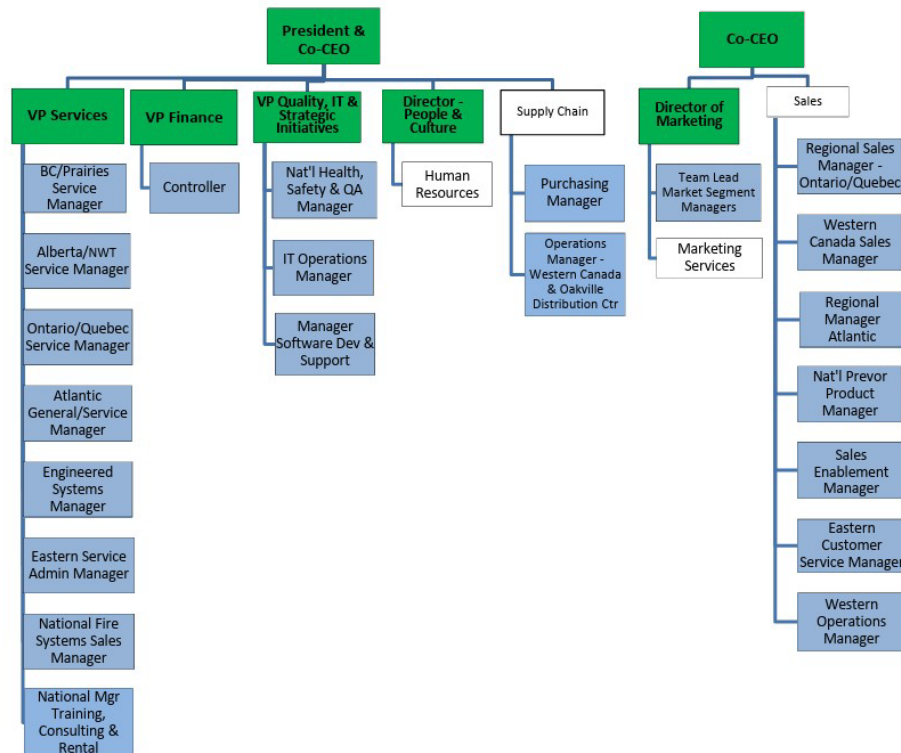 President &
Co-CEO
Co-CEO
VP Services
VP Finance
VP Quality, IT &
Strategic
Initiatives
Director -
People &
Culture
Supply Chain
Director of
Marketing
Sales
BC/Prairies
Service
Manager
Alberta/NWT
Service Manager
Ontario/Quebec
Service Manager
Atlantic
General/Service
Manager
Engineered
Systems
Manager
Eastern Service
Admin Manager
National Fire
Systems Sales
Manager
National Mgr
Training,
Consulting &
Rental
Controller
Nat'l Health,
Safety & QA
Manager
IT Operations
Manager
Manager
Software Dev &
Support
Human
Resources
Purchasing
Manager
Operations
Manager -
Western Canada
& Oakville
Distribution Ctr
Team Lead
Market Segment
Managers
Marketing
Services
Regional Sales
Manager -
Ontario/Quebec
Western
Canada Sales
Manager
Regional
Manager
Atlantic
Nat'l Prevor
Product
Manager
Sales
Enablement
Manager
Eastern
Customer
Service Manager
Western
Operations
Manager